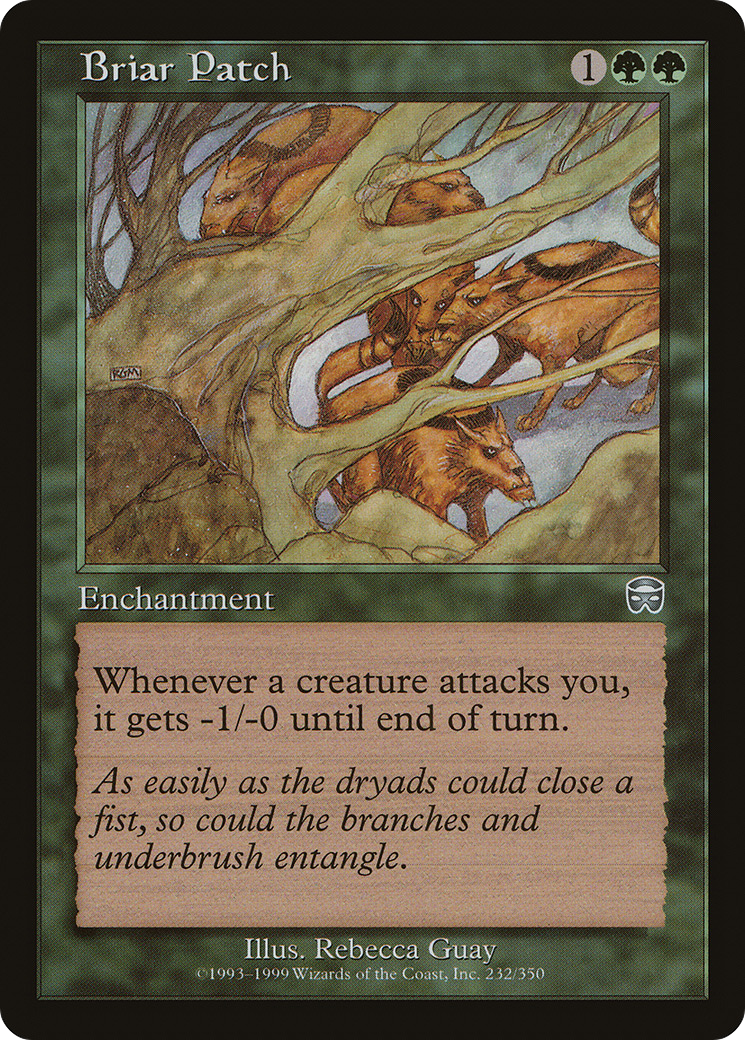 Briar Patch 1
RGM
Enchantment
Whenever a creature attacks you,
it gets -1/-0 until end of turn.
As easily as the dryads could close a
fist, so could the branches and
underbrush entangle.
Illus. Rebecca Guay
©1993–1999 Wizards of the Coast, Inc. 232/350